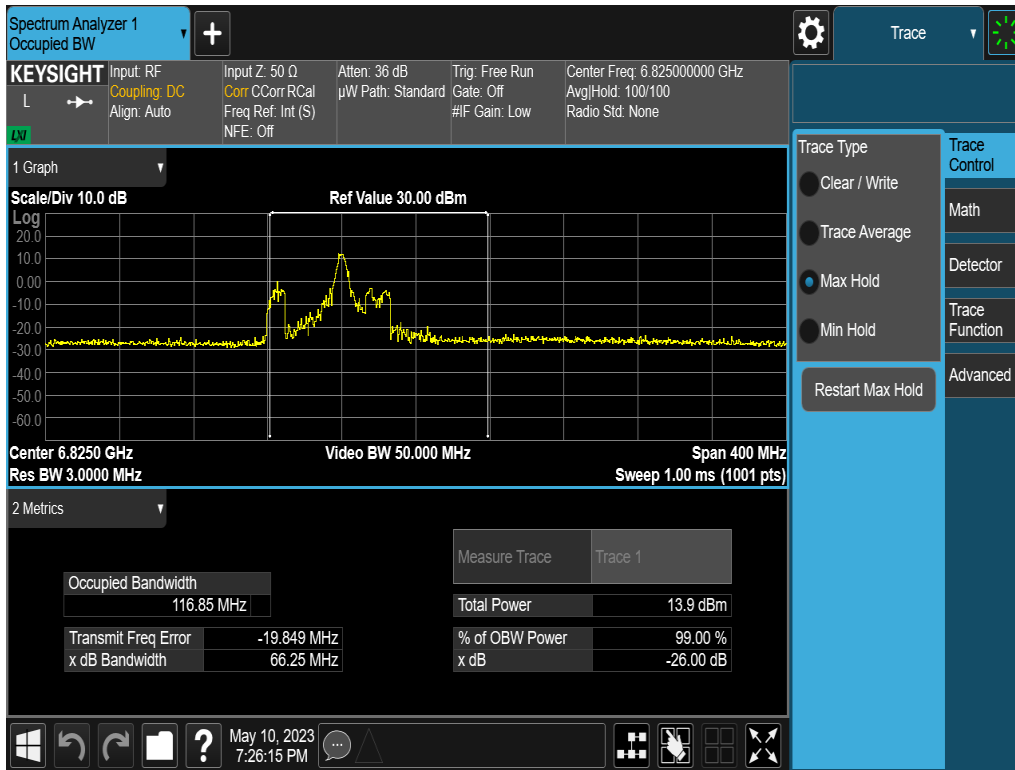 Spectrum Analyzer 1
Occupied BW
+
Trace
KEYSIGHT
L
LXI
Input: RF
Coupling: DC
Align: Auto
Input Z: 50 Ω
Corr CCorr RCal
Freq Ref: Int (S)
NFE: Off
Atten: 36 dB
µW Path: Standard
Trig: Free Run
Gate: Off
#IF Gain: Low
Center Freq: 6.825000000 GHz
Avg|Hold: 100/100
Radio Std: None
1 Graph
Scale/Div 10.0 dB
Ref Value 30.00 dBm
Log
20.0
10.0
0.00
-10.0
-20.0
-30.0
-40.0
-50.0
-60.0
Center 6.8250 GHz
Video BW 50.000 MHz
Span 400 MHz
Res BW 3.0000 MHz
Sweep 1.00 ms (1001 pts)
2 Metrics
Measure Trace
Trace 1
Occupied Bandwidth
116.85 MHz
Total Power
13.9 dBm
Transmit Freq Error
-19.849 MHz
% of OBW Power
99.00 %
x dB Bandwidth
66.25 MHz
x dB
-26.00 dB
?
May 10, 2023
7:26:15 PM
Trace Type
Clear / Write
Trace Average
Max Hold
Min Hold
Restart Max Hold
Trace
Control
Math
Detector
Trace
Function
Advanced